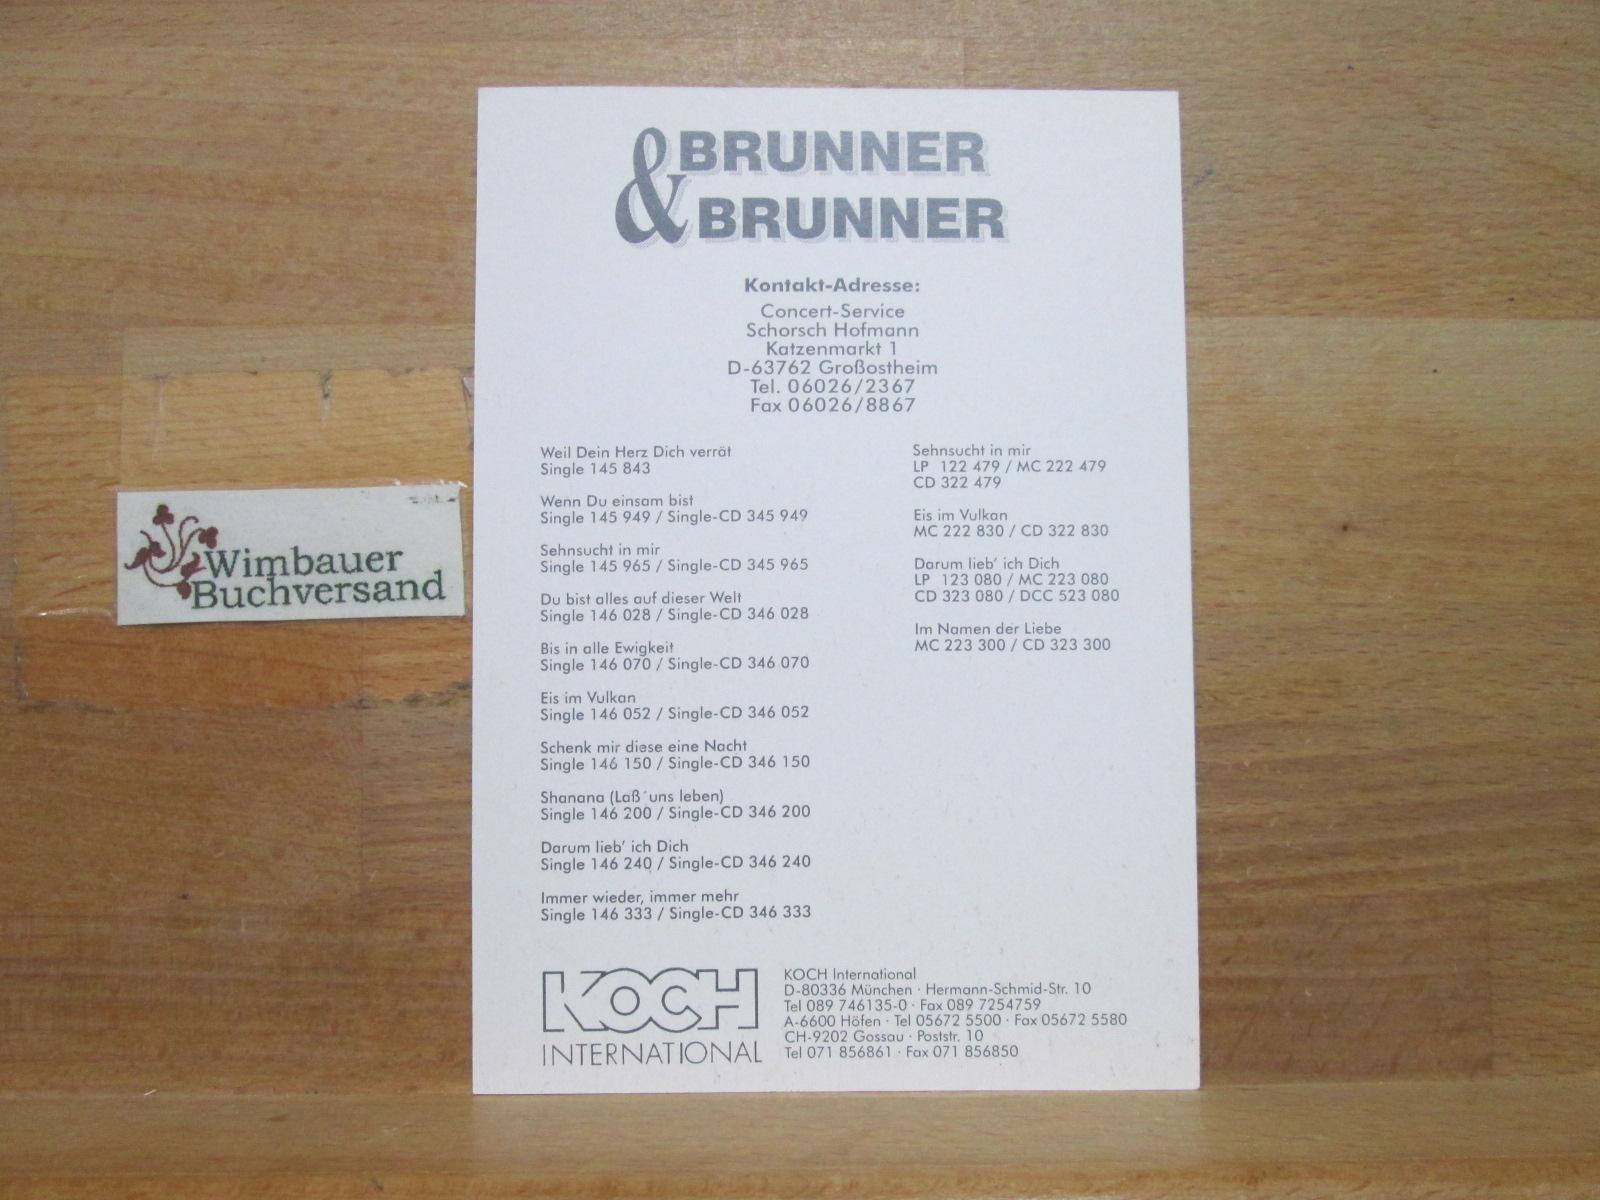 BRUNNER
& BRUNNER
Kontakt-Adresse:
Concert-Service
Schorsch Hofmann
Katzenmarkt 1
D-63762 Großostheim
Tel. 06026/2367
Fax 06026/8867
Weil Dein Herz Dich verrät
Single 145 843
Wenn Du einsam bist
Single 145 949 / Single-CD 345 949
Sehnsucht in mir
Single 145 965 / Single-CD 345 965
Du bist alles auf dieser Welt
Single 146 028 / Single-CD 346 028
Bis in alle Ewigkeit
Single 146 070 / Single-CD 346 070
Eis im Vulkan
Single 146 052 / Single-CD 346 052
Schenk mir diese eine Nacht
Single 146 150 / Single-CD 346 150
Shanana (Laß´uns leben)
Single 146 200 / Single-CD 346 200
Darum lieb’ ich Dich
Single 146 240 / Single-CD 346 240
Immer wieder, immer mehr
Single 146 333 / Single-CD 346 333
Sehnsucht in mir
LP 122 479 / MC 222 479
CD 322 479
Eis im Vulkan
MC 222 830 / CD 322 830
Darum lieb’ ich Dich
LP 123 080 / MC 223 080
CD 323 080 / DCC 523 080
Im Namen der Liebe
MC 223 300 / CD 323 300
KOCH
INTERNATIONAL
KOCH International
D-80336 München · Hermann-Schmid-Str. 10
Tel 089 746135-0 · Fax 089 7254759
A-6600 Höfen · Tel 05672 5500 · Fax 05672 5580
CH-9202 Gossau · Poststr. 10
Tel 071 856861 · Fax 071 856850
Wimbauer
Buchversand